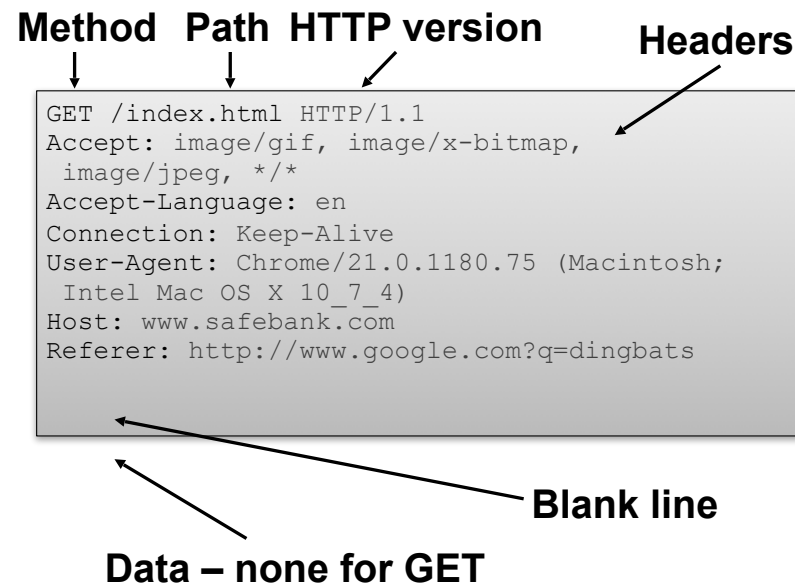 Method Path HTTP version
Headers
GET /index.html HTTP/1.1
Accept: image/gif, image/x-bitmap,
image/jpeg, */*
Accept-Language: en
Connection: Keep-Alive
User-Agent: Chrome/21.0.1180.75 (Macintosh;
Intel Mac OS X 10_7_4)
Host: www.safebank.com
Referer: http://www.google.com?q=dingbats
Blank line
Data – none for GET